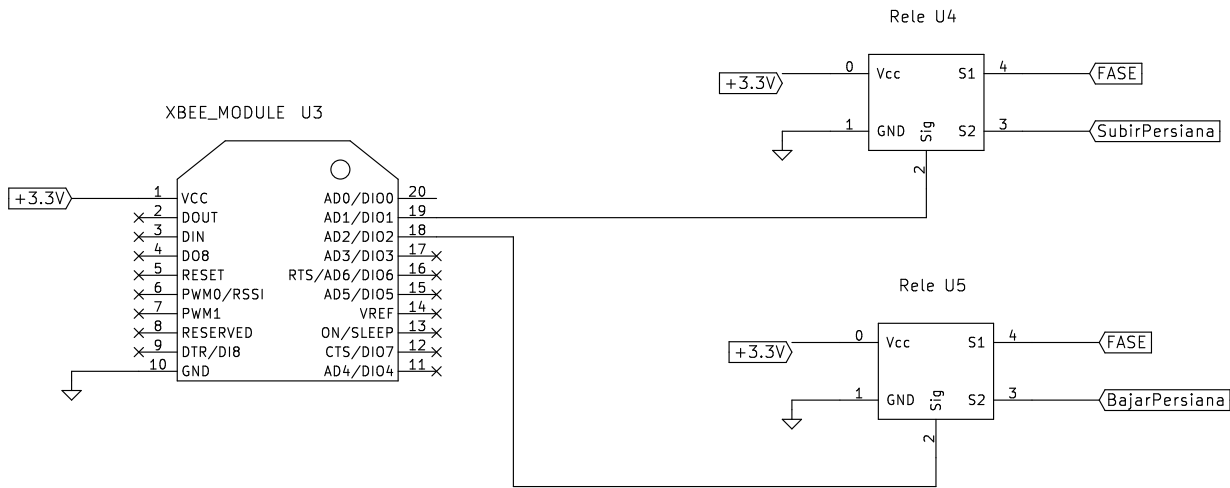 Rele U4
0 Vcc S1 4 FASE
+3.3V
1 GND Sig S2 3 SubirPersiana
2
XBEE_MODULE U3
+3.3V 1 VCC AD0/DIO0 20
2 DOUT AD1/DIO1 19
3 DIN AD2/DIO2 18
4 DO8 AD3/DIO3 17
5 RESET RTS/AD6/DIO6 16
6 PWM0/RSSI AD5/DIO5 15
7 PWM1 VREF 14
8 RESERVED ON/SLEEP 13
9 DTR/DI8 CTS/DIO7 12
10 GND AD4/DIO4 11
Rele U5
0 Vcc S1 4 FASE
+3.3V
1 GND Sig S2 3 BajarPersiana
2